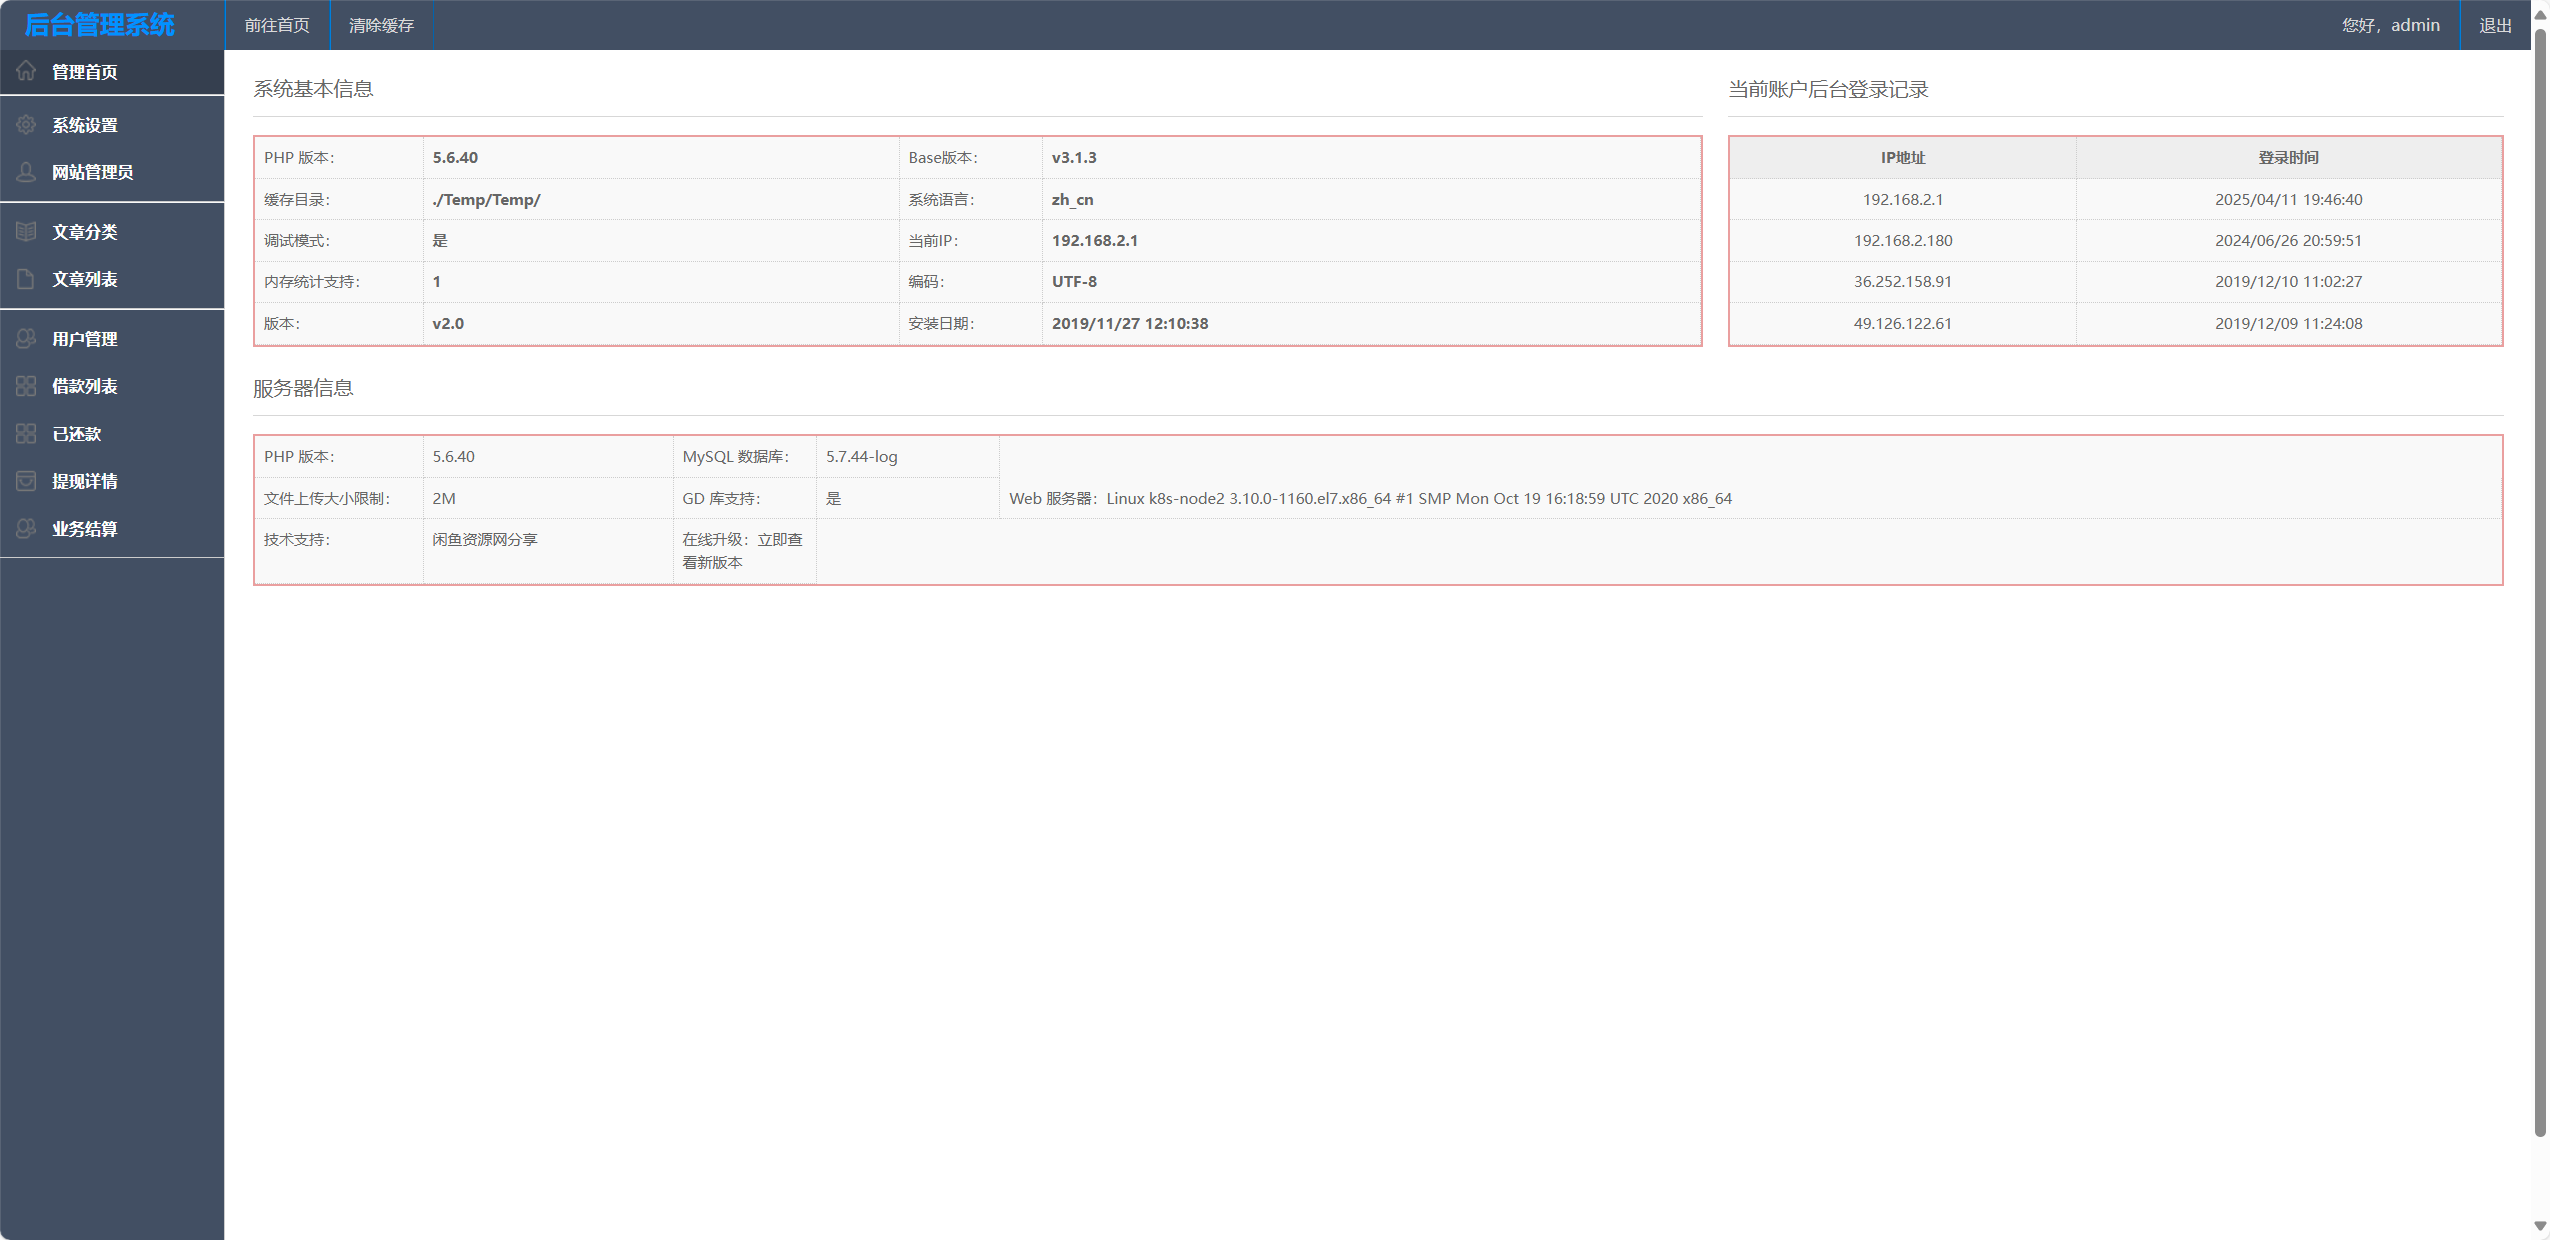 后台管理系统
前往首页
清除缓存
您好，admin
退出
管理首页
系统设置
网站管理员
文章分类
文章列表
用户管理
借款列表
已还款
提现详情
业务结算
系统基本信息
PHP 版本： 5.6.40 Base版本： v3.1.3
缓存目录： ./Temp/Temp/ 系统语言： zh_cn
调试模式： 是 当前IP： 192.168.2.1
内存统计支持： 1 编码： UTF-8
版本： v2.0 安装日期： 2019/11/27 12:10:38
当前账户后台登录记录
IP地址 登录时间
192.168.2.1 2025/04/11 19:46:40
192.168.2.180 2024/06/26 20:59:51
36.252.158.91 2019/12/10 11:02:27
49.126.122.61 2019/12/09 11:24:08
服务器信息
PHP 版本： 5.6.40 MySQL 数据库： 5.7.44-log
文件上传大小限制： 2M GD 库支持： 是 Web 服务器：Linux k8s-node2 3.10.0-1160.el7.x86_64 #1 SMP Mon Oct 19 16:18:59 UTC 2020 x86_64
技术支持： 闲鱼资源网分享 在线升级：立即查
看新版本